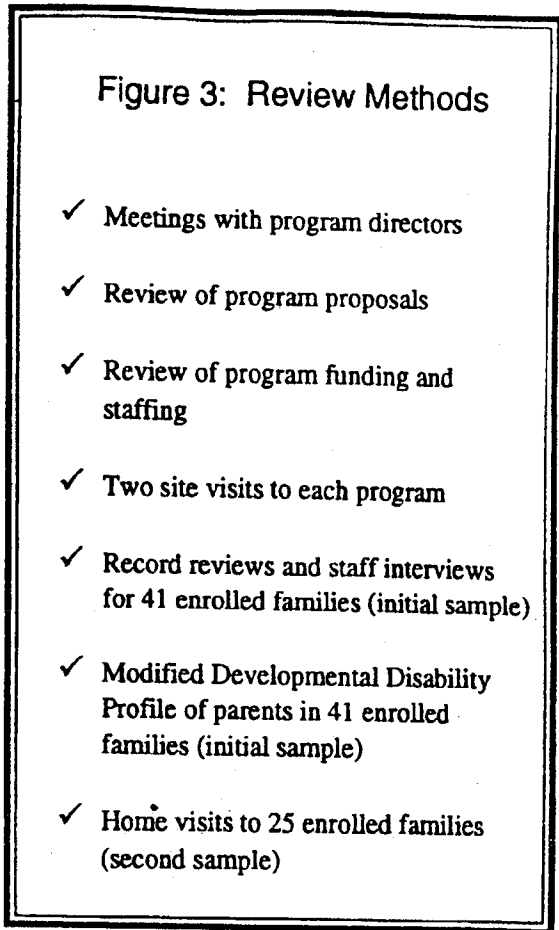 Figure 3: Review Methods
✓ Meetings with program directors
✓ Review of program proposals
✓ Review of program funding and
staffing
✓ Two site visits to each program
✓ Record reviews and staff interviews
for 41 enrolled families (initial sample)
✓ Modified Developmental Disability
Profile of parents in 41 enrolled
families (initial sample)
✓ Home visits to 25 enrolled families
(second sample)